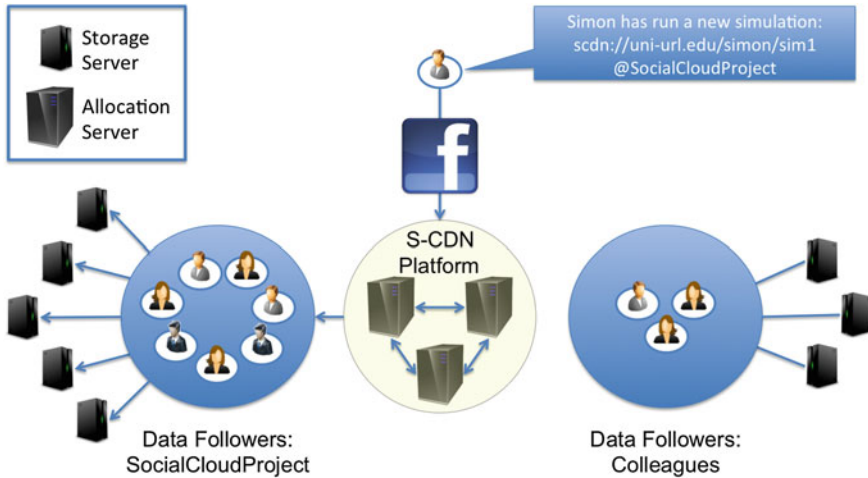 Storage
Server
Allocation
Server
Simon has run a new simulation:
scdn://uni-url.edu/simon/sim1
@SocialCloudProject
f
S-CDN
Platform
Data Followers:
SocialCloudProject
Data Followers:
Colleagues